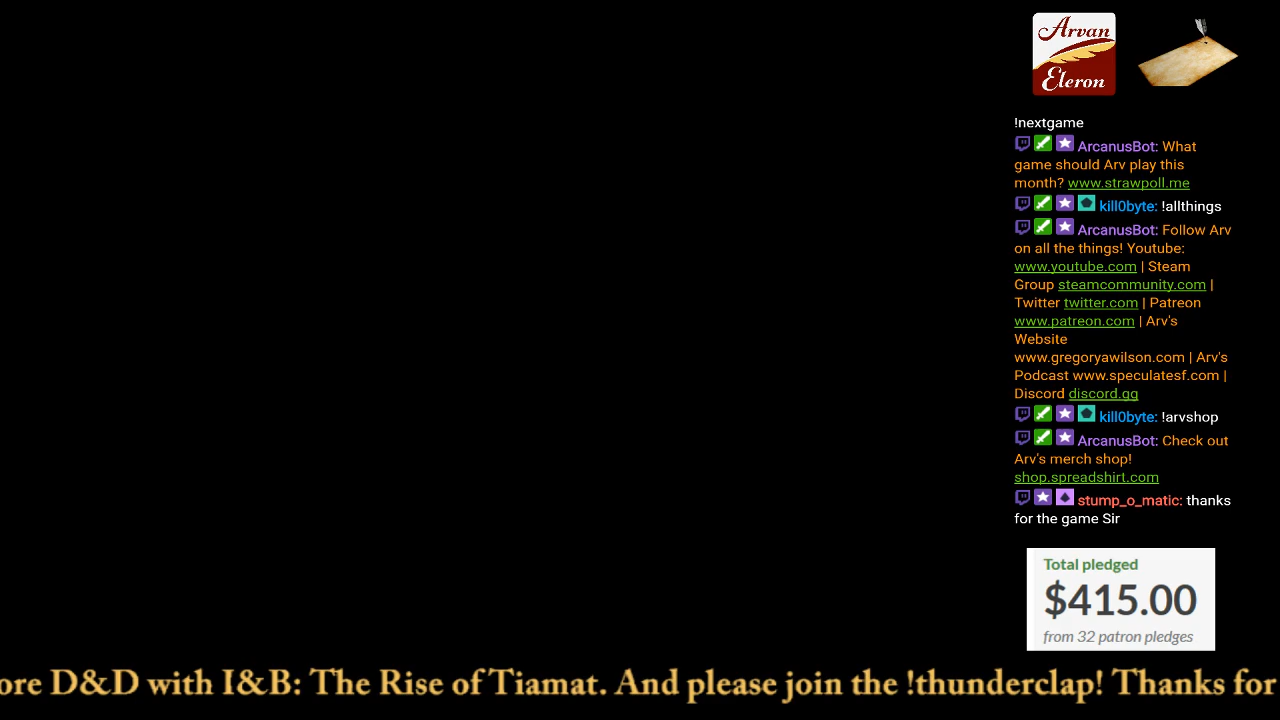 Arvan
Eleron
!nextgame
ArcanusBot: What
game should Arv play this
month? www.strawpoll.me
kill0byte: !allthings
ArcanusBot: Follow Arv
on all the things! Youtube:
www.youtube.com | Steam
Group steamcommunity.com |
Twitter twitter.com | Patreon
www.patreon.com | Arv's
Website
www.gregoryawilson.com | Arv's
Podcast www.speculatesf.com |
Discord discord.gg
kill0byte: !arvshop
ArcanusBot: Check out
Arv's merch shop!
shop.spreadshirt.com
stump_o_matic: thanks
for the game Sir
Total pledged
$415.00
from 32 patron pledges
ore D&D with I&B: The Rise of Tiamat. And please join the !thunderclap! Thanks for